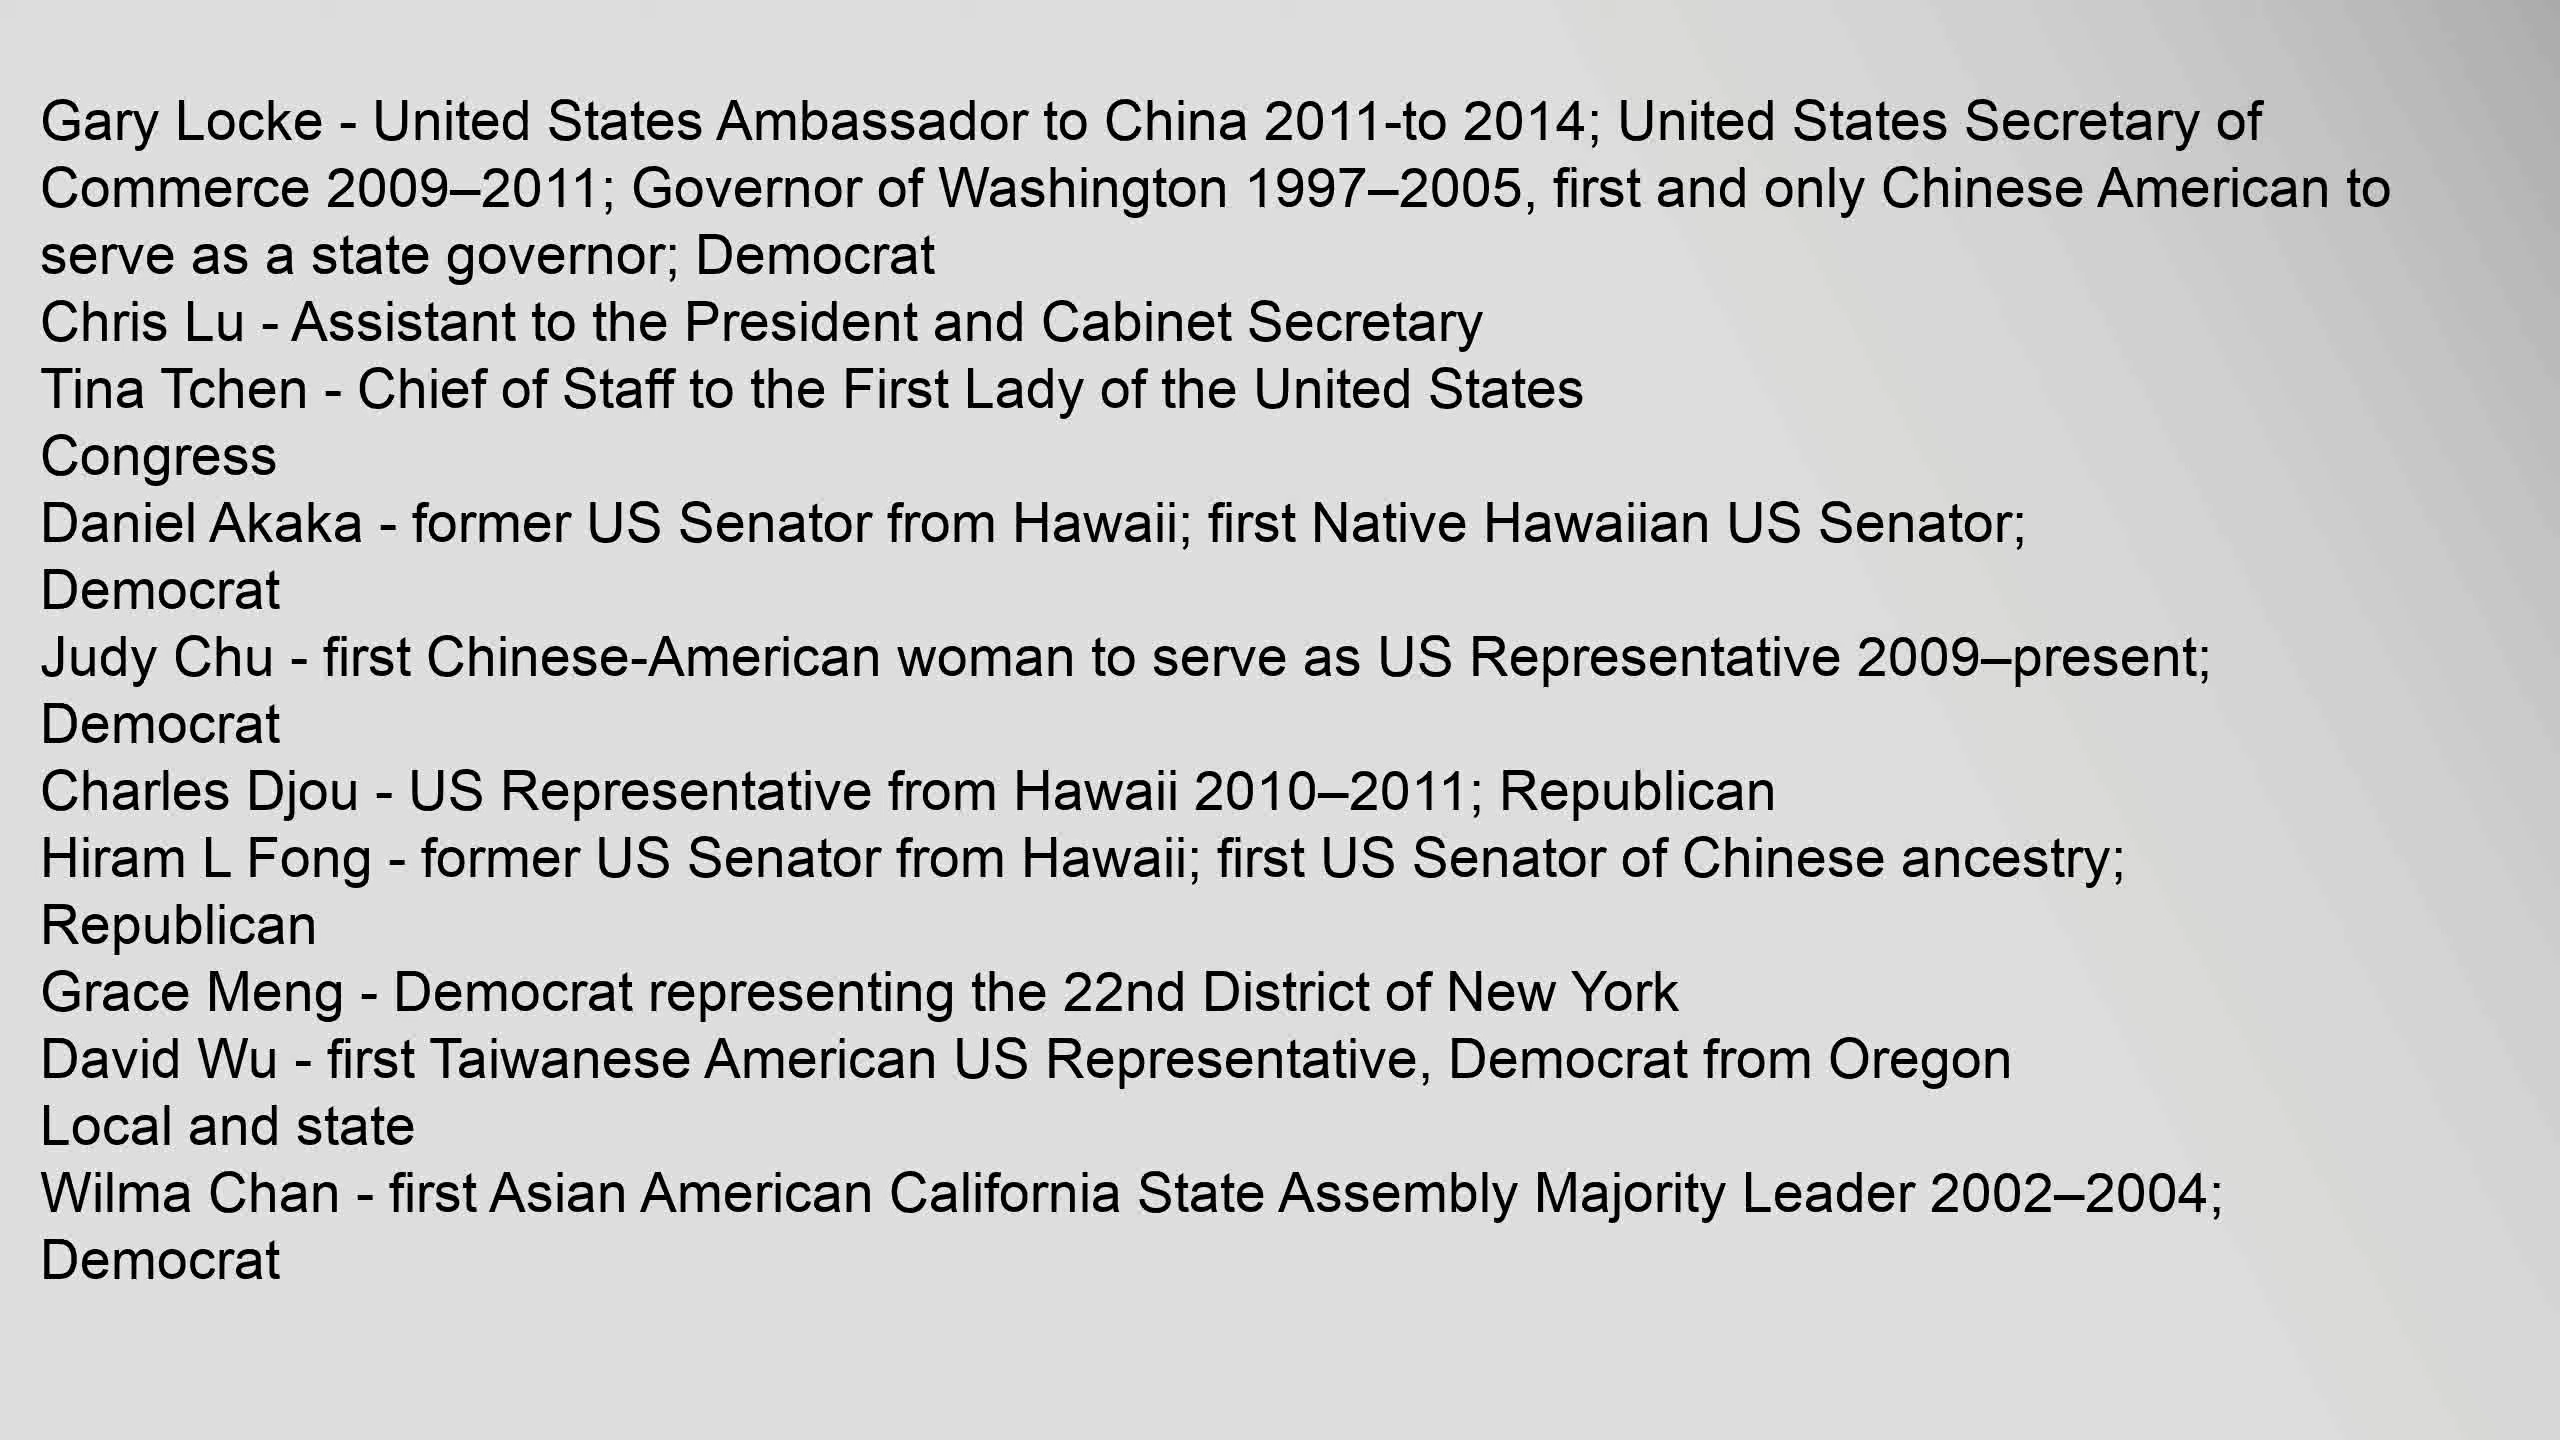 Gary Locke - United States Ambassador to China 2011-to 2014; United States Secretary of
Commerce 2009–2011; Governor of Washington 1997–2005, first and only Chinese American to
serve as a state governor; Democrat
Chris Lu - Assistant to the President and Cabinet Secretary
Tina Tchen - Chief of Staff to the First Lady of the United States
Congress
Daniel Akaka - former US Senator from Hawaii; first Native Hawaiian US Senator;
Democrat
Judy Chu - first Chinese-American woman to serve as US Representative 2009–present;
Democrat
Charles Djou - US Representative from Hawaii 2010–2011; Republican
Hiram L Fong - former US Senator from Hawaii; first US Senator of Chinese ancestry;
Republican
Grace Meng - Democrat representing the 22nd District of New York
David Wu - first Taiwanese American US Representative, Democrat from Oregon
Local and state
Wilma Chan - first Asian American California State Assembly Majority Leader 2002–2004;
Democrat